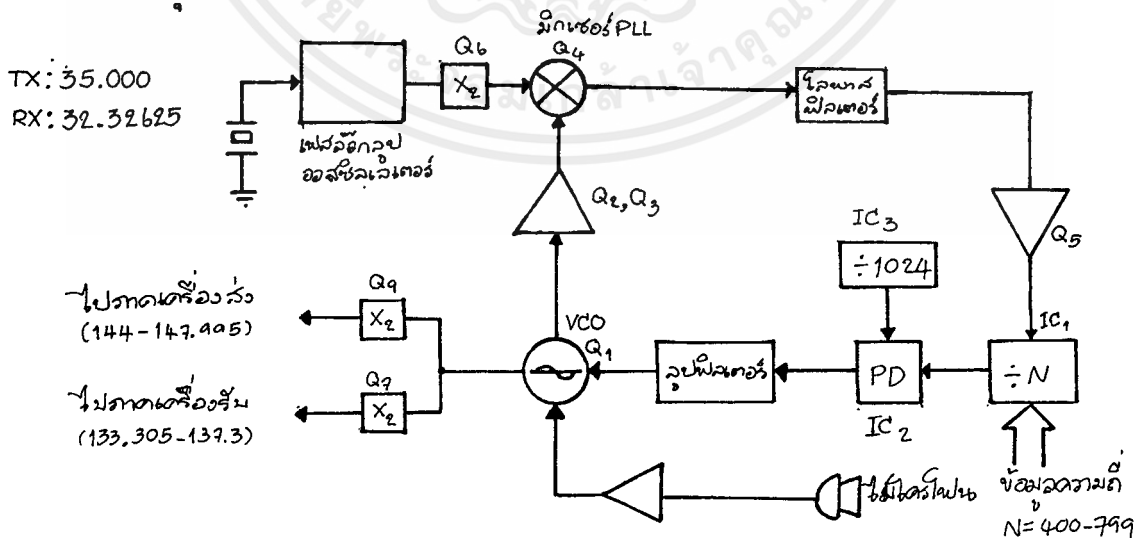 มิกเซอร์ PLL
Q4
Q6
X2
TX: 35.000
RX: 32.32625
เฟสล๊อกลูป
ออสซิลเลเตอร์
โลพาส
ฟิลเตอร์
Q2, Q3
Q5
IC3
÷1024
ไปภาคเครื่องส่ง
(144-147.995)
Q9
X2
VCO
Q1
ลูปฟิลเตอร์
PD
IC2
IC1
÷N
Q7
X2
ไปภาคเครื่องรับ
(133.305-137.3)
ไมโครโฟน
ข้อมูลความถี่
N=400-799